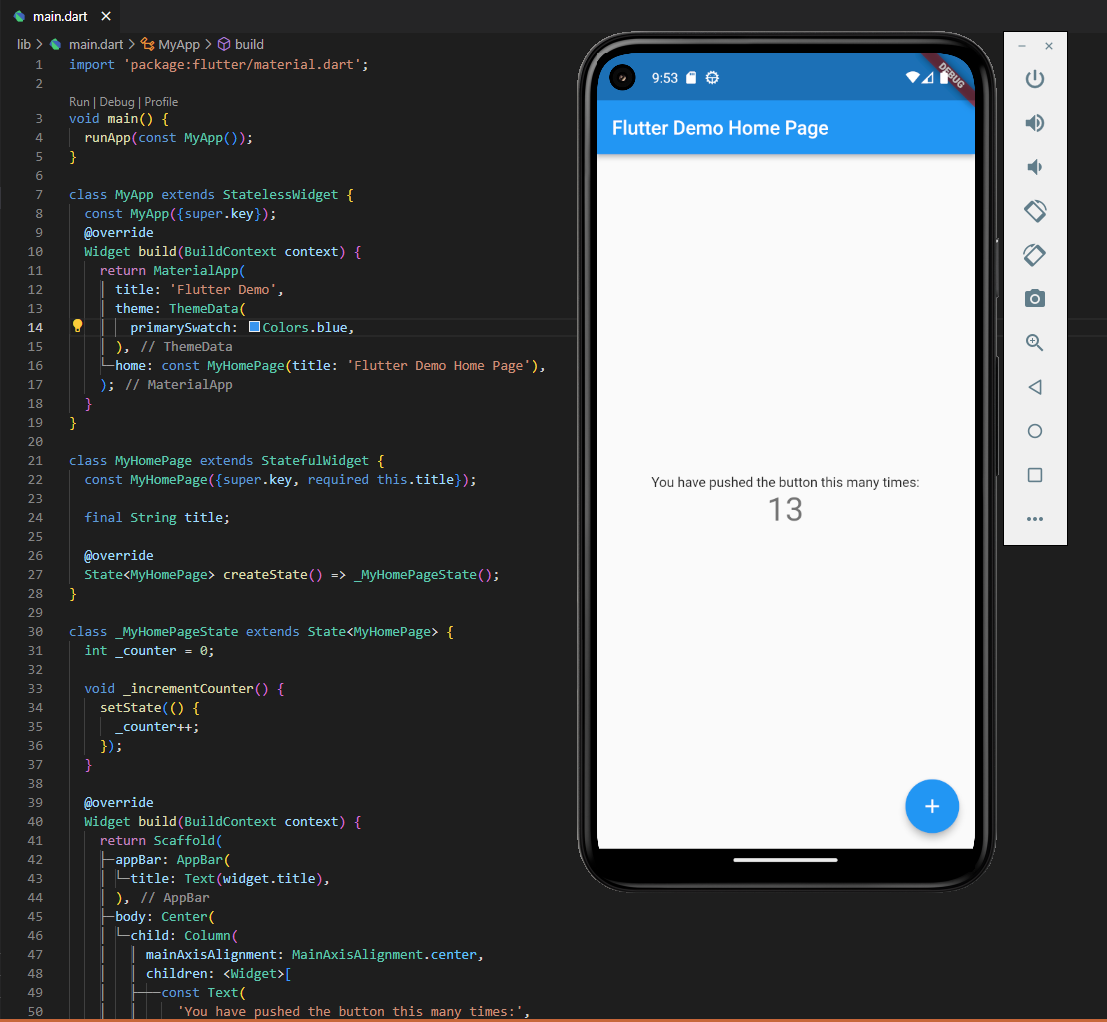 main.dart
lib > main.dart > MyApp > build
1 import 'package:flutter/material.dart';
2
Run | Debug | Profile
3 void main() {
4 runApp(const MyApp());
5 }
6
7 class MyApp extends StatelessWidget {
8 const MyApp({super.key});
9 @override
10 Widget build(BuildContext context) {
11 return MaterialApp(
12 title: 'Flutter Demo',
13 theme: ThemeData(
14 primarySwatch: Colors.blue,
15 ), // ThemeData
16 home: const MyHomePage(title: 'Flutter Demo Home Page'),
17 ); // MaterialApp
18 }
19 }
20
21 class MyHomePage extends StatefulWidget {
22 const MyHomePage({super.key, required this.title});
23
24 final String title;
25
26 @override
27 State<MyHomePage> createState() => _MyHomePageState();
28 }
29
30 class _MyHomePageState extends State<MyHomePage> {
31 int _counter = 0;
32
33 void _incrementCounter() {
34 setState(() {
35 _counter++;
36 });
37 }
38
39 @override
40 Widget build(BuildContext context) {
41 return Scaffold(
42 appBar: AppBar(
43 title: Text(widget.title),
44 ), // AppBar
45 body: Center(
46 child: Column(
47 mainAxisAlignment: MainAxisAlignment.center,
48 children: <Widget>[
49 const Text(
50 'You have pushed the button this many times:',
9:53
DEBUG
Flutter Demo Home Page
You have pushed the button this many times:
13